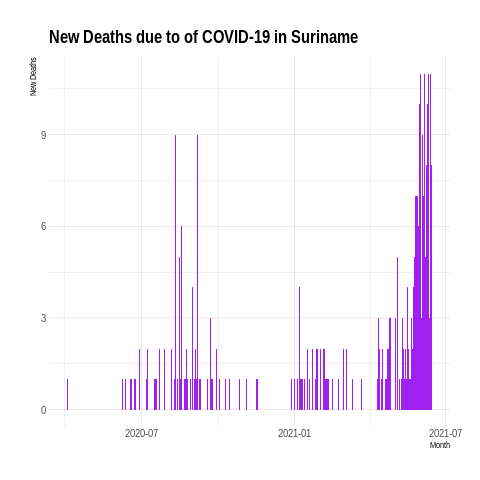 New Deaths due to of COVID-19 in Suriname
New Deaths
9
6
3
0
2020-07 2021-01 2021-07
Month